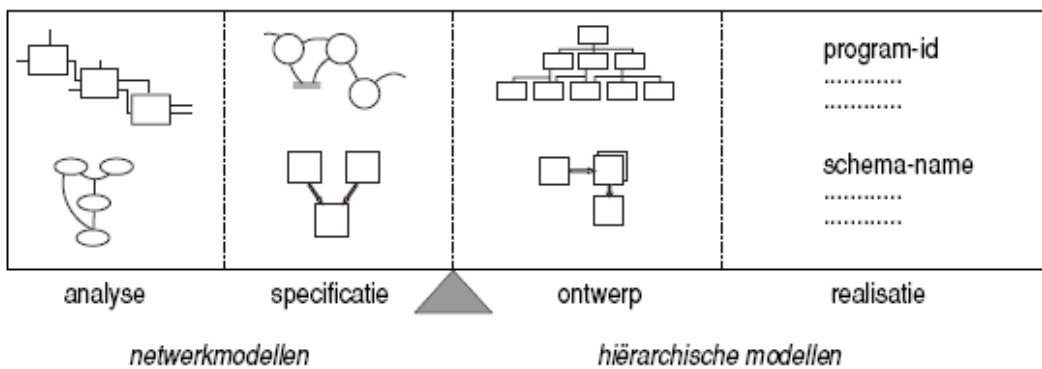 program-id
............
............
schema-name
............
............
analyse
specificatie
ontwerp
realisatie
netwerkmodellen
hiërarchische modellen